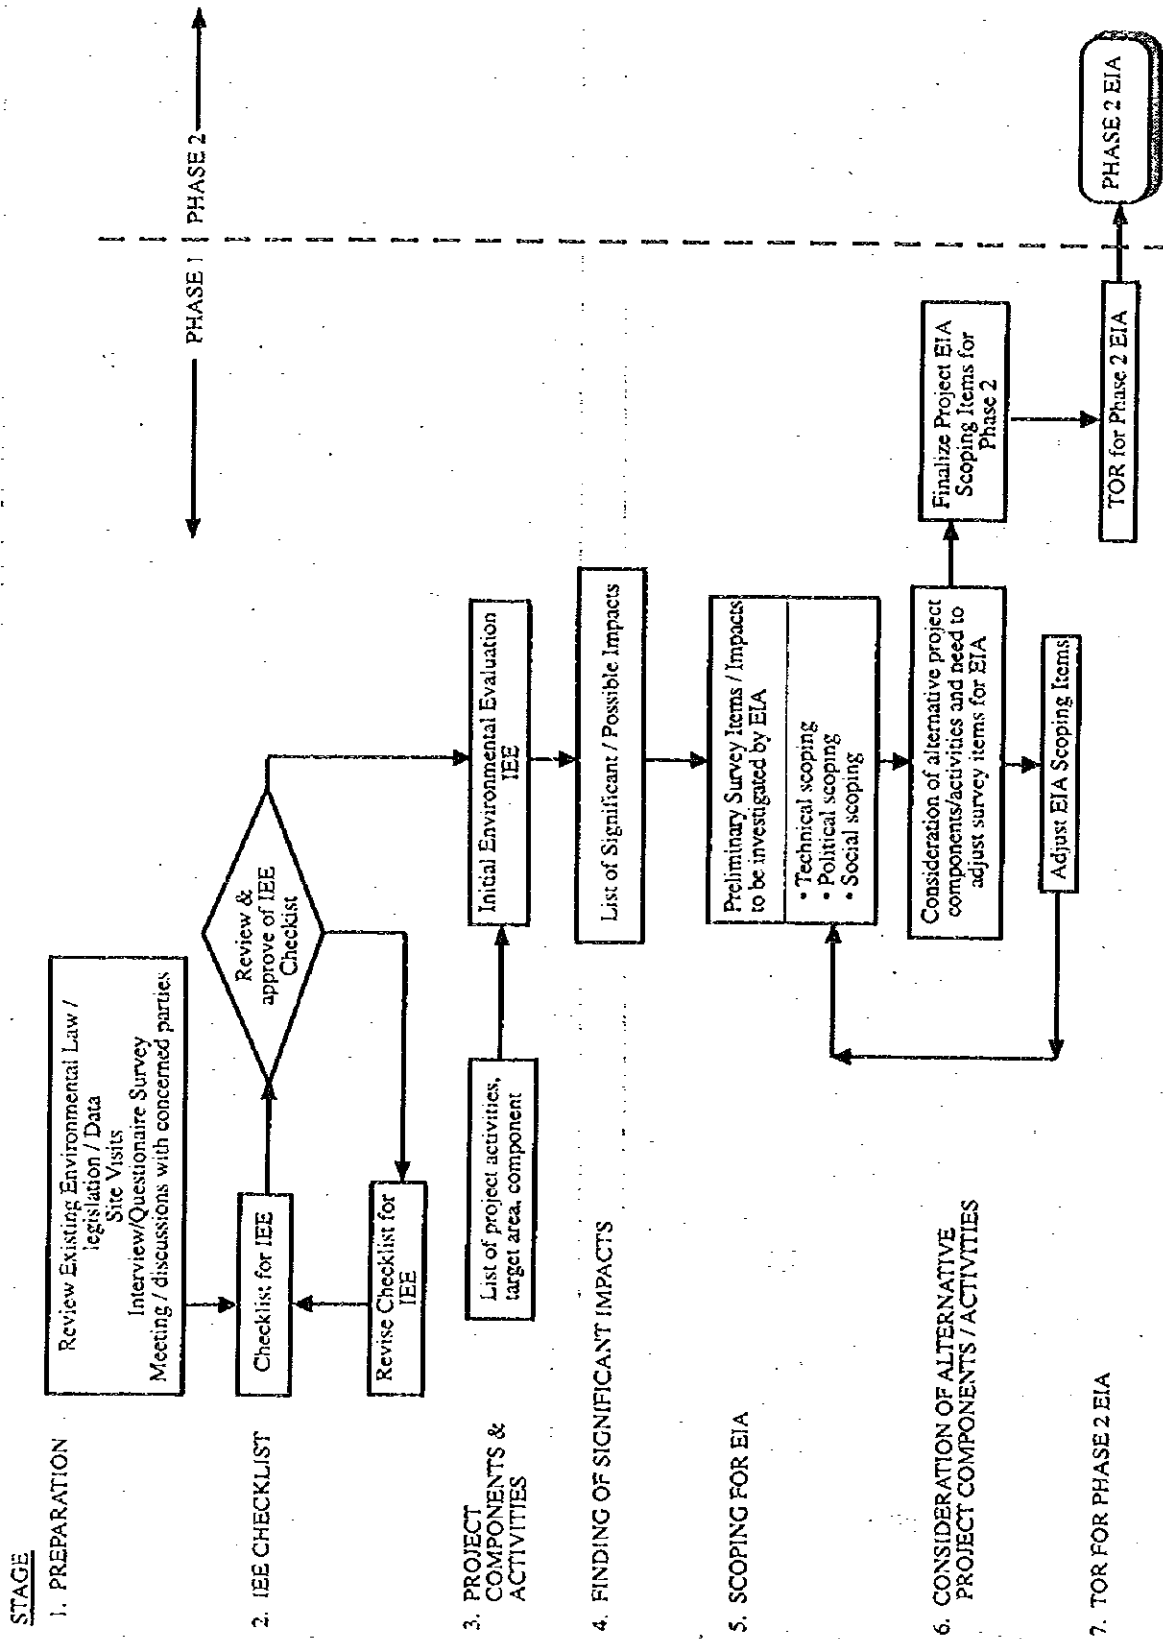 STAGE
1. PREPARATION
Review Existing Environmental Law /
legislation / Data
Site Visits
Interview/Questionaire Survey
Meeting / discussions with concerned parties
PHASE 1
PHASE 2
2. IEE CHECKLIST
Checklist for IEE
Review &
approve of IEE
Checklist
Revise Checklist for
IEE
3. PROJECT
COMPONENTS &
ACTIVITIES
List of project activities,
target area, component
Initial Environmental Evaluation
IEE
4. FINDING OF SIGNIFICANT IMPACTS
List of Significant / Possible Impacts
5. SCOPING FOR EIA
Preliminary Survey Items / Impacts
to be investigated by EIA
• Technical scoping
• Political scoping
• Social scoping
6. CONSIDERATION OF ALTERNATIVE
PROJECT COMPONENTS / ACTIVITIES
Consideration of alternative project
components/activities and need to
adjust survey items for EIA
Finalize Project EIA
Scoping Items for
Phase 2
Adjust EIA Scoping Items
7. TOR FOR PHASE 2 EIA
TOR for Phase 2 EIA
PHASE 2 EIA